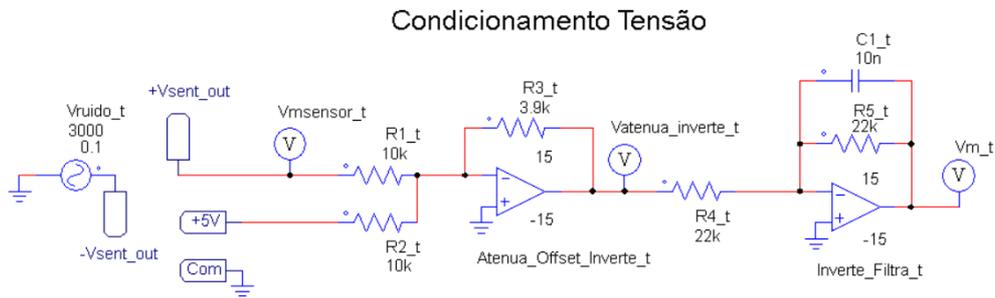 Condicionamento Tensão
C1_t
10n
+Vsent_out
R3_t
3.9k
Vruido_t
3000
0.1
Vmsensor_t
V
R1_t
10k
15
Vatenua_inverte_t
V
R5_t
22k
15
Vm_t
V
-
+
-15
R4_t
22k
-
+
-15
+5V
R2_t
10k
-Vsent_out
Com
Atenua_Offset_Inverte_t
Inverte_Filtra_t